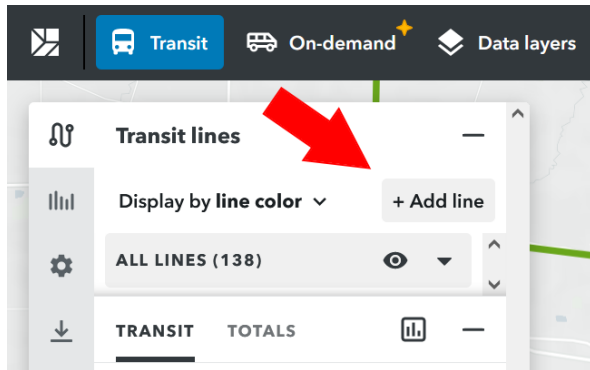 Transit On-demand Data layers
Transit lines
Display by line color
+ Add line
ALL LINES (138)
TRANSIT TOTALS